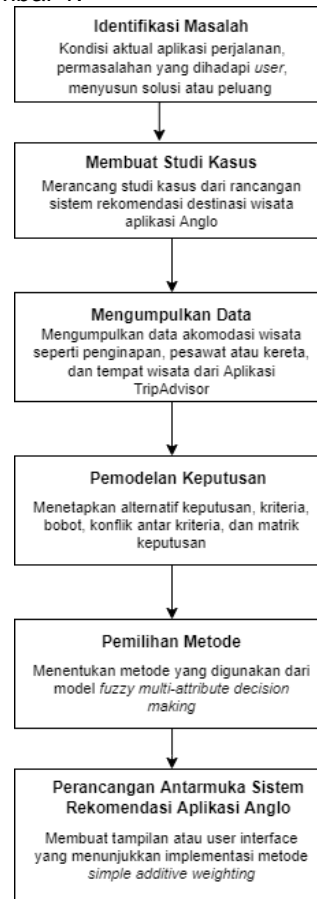 Identifikasi Masalah
Kondisi aktual aplikasi perjalanan,
permasalahan yang dihadapi user,
menyusun solusi atau peluang
Membuat Studi Kasus
Merancang studi kasus dari rancangan
sistem rekomendasi destinasi wisata
aplikasi Anglo
Mengumpulkan Data
Mengumpulkan data akomodasi wisata
seperti penginapan, pesawat atau kereta,
dan tempat wisata dari Aplikasi
TripAdvisor
Pemodelan Keputusan
Menetapkan alternatif keputusan, kriteria,
bobot, konflik antar kriteria, dan matrik
keputusan
Pemilihan Metode
Menentukan metode yang digunakan dari
model fuzzy multi-attribute decision
making
Perancangan Antarmuka Sistem
Rekomendasi Aplikasi Anglo
Membuat tampilan atau user interface
yang menunjukkan implementasi metode
simple additive weighting